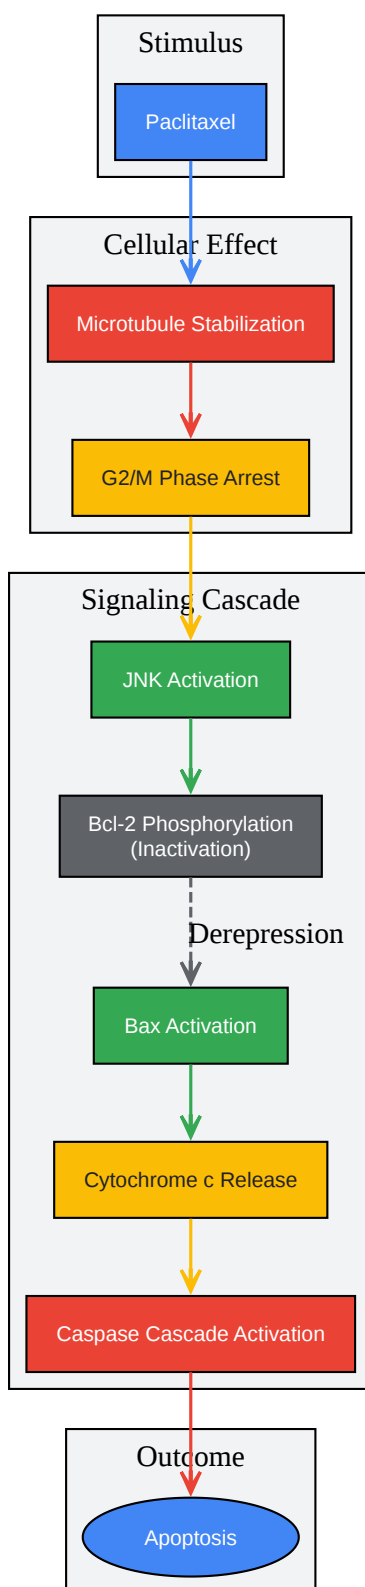 Stimulus
Paclitaxel
Cellular Effect
Microtubule Stabilization
G2/M Phase Arrest
Signaling Cascade
JNK Activation
Bcl-2 Phosphorylation
(Inactivation)
Derepression
Bax Activation
Cytochrome c Release
Caspase Cascade Activation
Outcome
Apoptosis